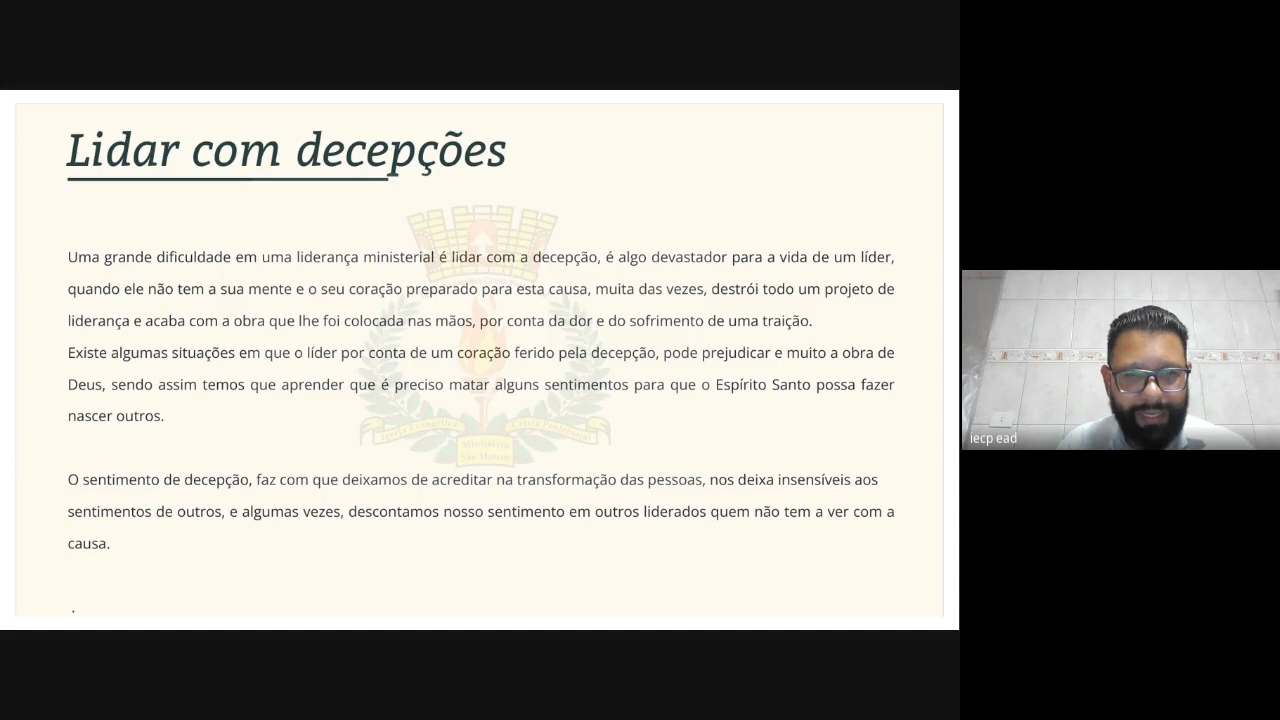 Lidar com decepções
Uma grande dificuldade em uma liderança ministerial é lidar com a decepção, é algo devastador para a vida de um líder,
quando ele não tem a sua mente e o seu coração preparado para esta causa, muita das vezes, destrói todo um projeto de
liderança e acaba com a obra que lhe foi colocada nas mãos, por conta da dor e do sofrimento de uma traição.
Existe algumas situações em que o líder por conta de um coração ferido pela decepção, pode prejudicar e muito a obra de
Deus, sendo assim temos que aprender que é preciso matar alguns sentimentos para que o Espírito Santo possa fazer
nascer outros.
Igreja Evangélica
Cristã Pentecostal
Ministério
São Mateus
O sentimento de decepção, faz com que deixamos de acreditar na transformação das pessoas, nos deixa insensíveis aos
sentimentos de outros, e algumas vezes, descontamos nosso sentimento em outros liderados quem não tem a ver com a
causa.
.
iecp ead